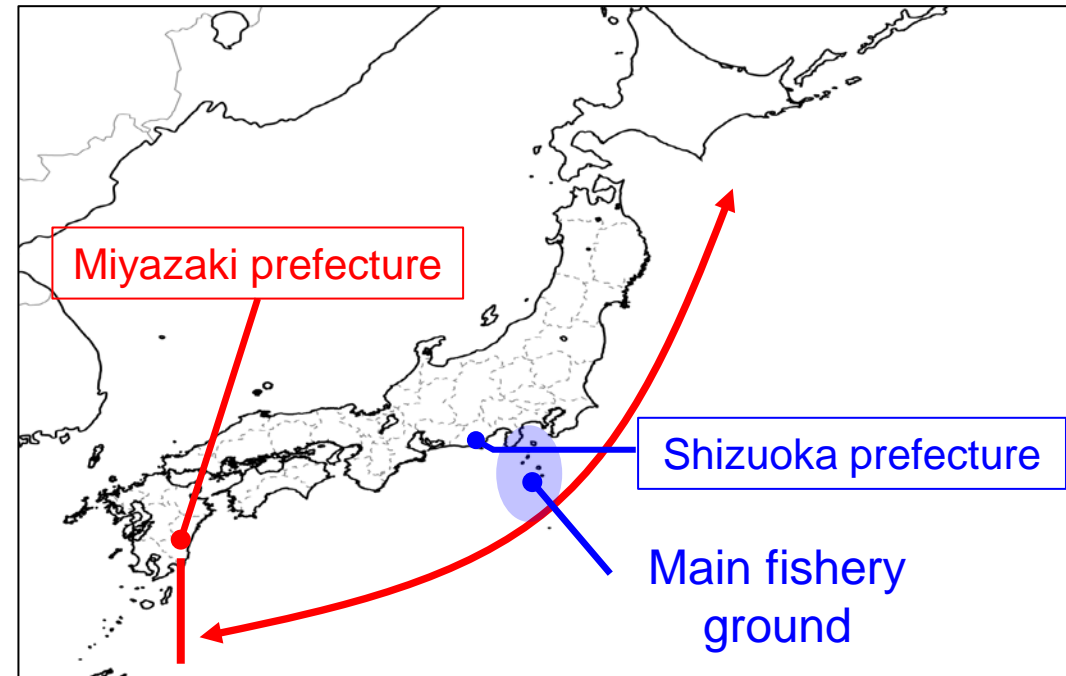 Miyazaki prefecture
Shizuoka prefecture
Main fishery
ground